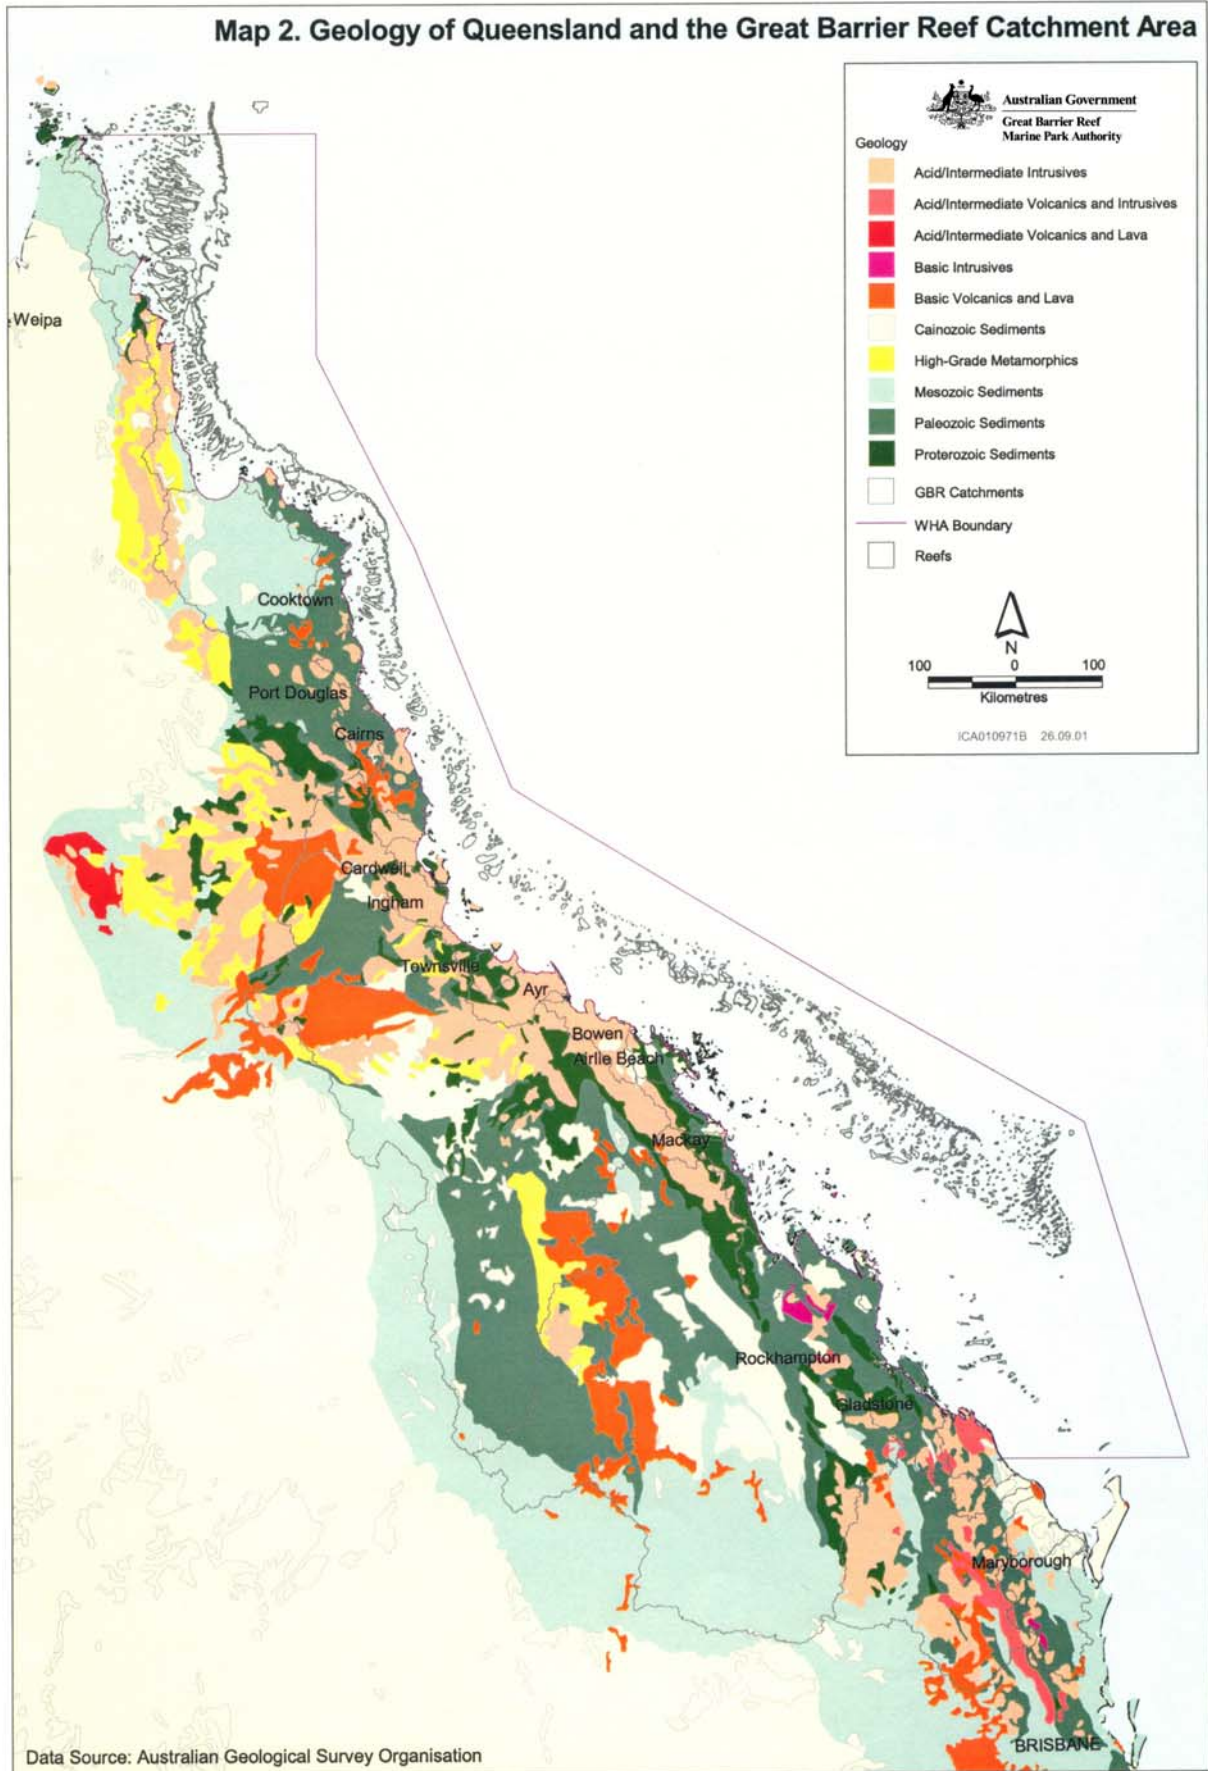 Map 2. Geology of Queensland and the Great Barrier Reef Catchment Area
Australian Government
Great Barrier Reef
Marine Park Authority
Geology
Acid/Intermediate Intrusives
Acid/Intermediate Volcanics and Intrusives
Acid/Intermediate Volcanics and Lava
Basic Intrusives
Basic Volcanics and Lava
Cainozoic Sediments
High-Grade Metamorphics
Mesozoic Sediments
Paleozoic Sediments
Proterozoic Sediments
GBR Catchments
WHA Boundary
Reefs
N
100 0 100
Kilometres
ICA010971B 26.09.01
Weipa
Cooktown
Port Douglas
Cairns
Cardwell
Ingham
Townsville
Ayr
Bowen
Airlie Beach
Mackay
Rockhampton
Gladstone
Maryborough
BRISBANE
Data Source: Australian Geological Survey Organisation